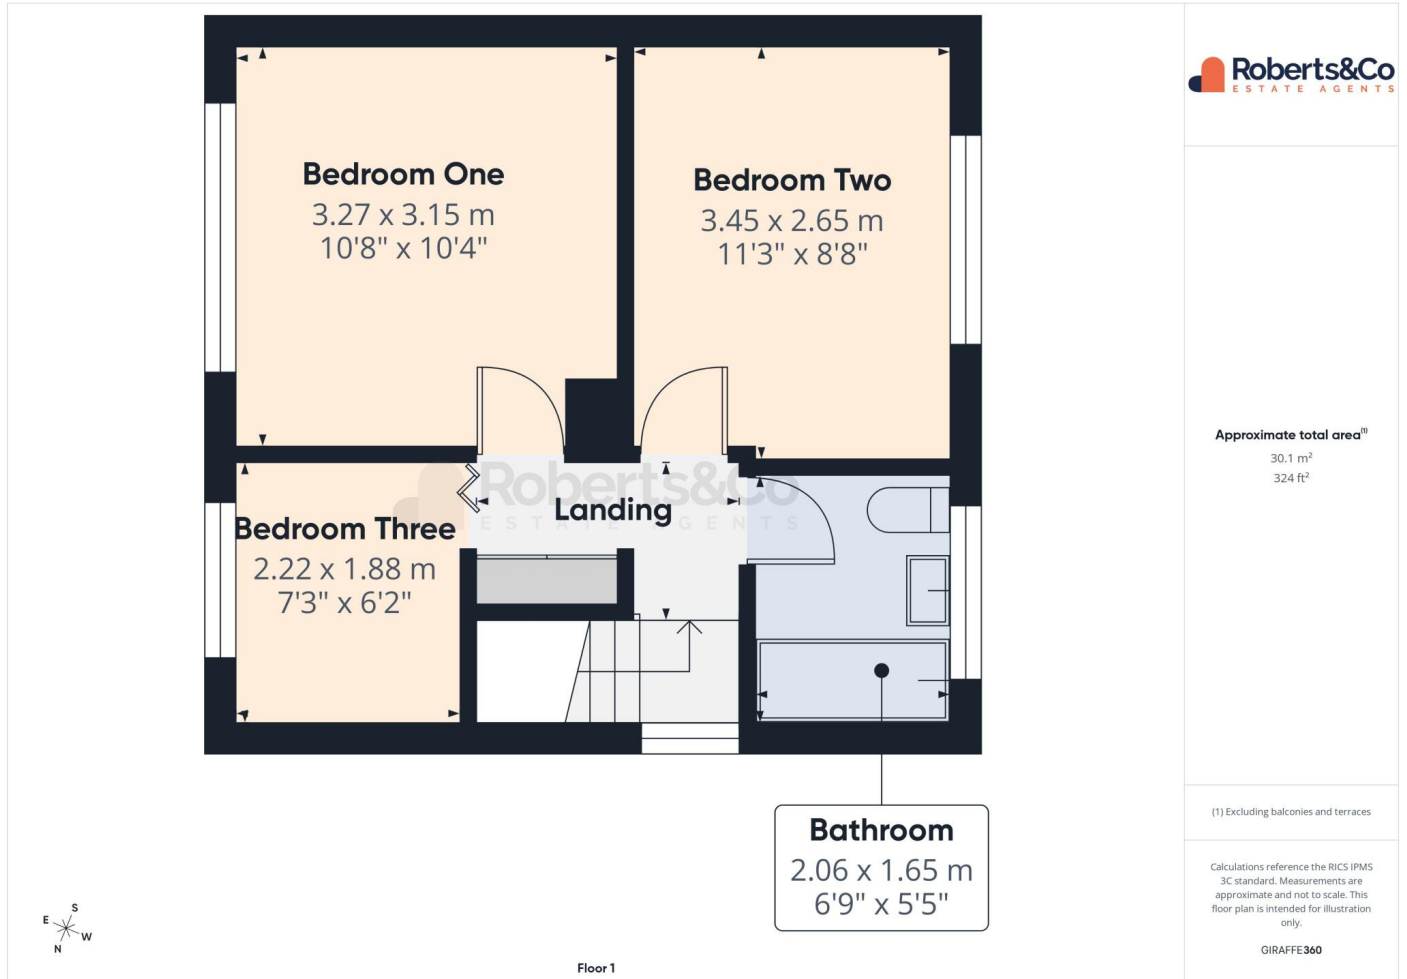 Roberts&Co
ESTATE AGENTS
Bedroom One
3.27 x 3.15 m
10'8" x 10'4"
Bedroom Two
3.45 x 2.65 m
11'3" x 8'8"
Roberts&Co
ESTATE AGENTS
Landing
Bedroom Three
2.22 x 1.88 m
7'3" x 6'2"
Bathroom
2.06 x 1.65 m
6'9" x 5'5"
Approximate total area(1)
30.1 m²
324 ft²
(1) Excluding balconies and terraces
Calculations reference the RICS IPMS
3C standard. Measurements are
approximate and not to scale. This
floor plan is intended for illustration
only.
GIRAFFE360
S
E
W
N
Floor 1